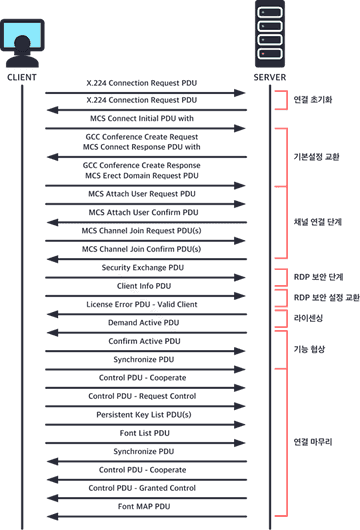 CLIENT
SERVER
X.224 Connection Request PDU
X.224 Connection Request PDU
연결 초기화
MCS Connect Initial PDU with
GCC Conference Create Request
MCS Connect Response PDU with
기본설정 교환
GCC Conference Create Response
MCS Erect Domain Request PDU
MCS Attach User Request PDU
MCS Attach User Confirm PDU
채널 연결 단계
MCS Channel Join Request PDU(s)
MCS Channel Join Confirm PDU(s)
Security Exchange PDU
RDP 보안 단계
Client Info PDU
RDP 보안 설정 교환
License Error PDU - Valid Client
라이센싱
Demand Active PDU
Confirm Active PDU
기능 협상
Synchronize PDU
Control PDU - Cooperate
Control PDU - Request Control
Persistent Key List PDU(s)
Font List PDU
연결 마무리
Synchronize PDU
Control PDU - Cooperate
Control PDU - Granted Control
Font MAP PDU